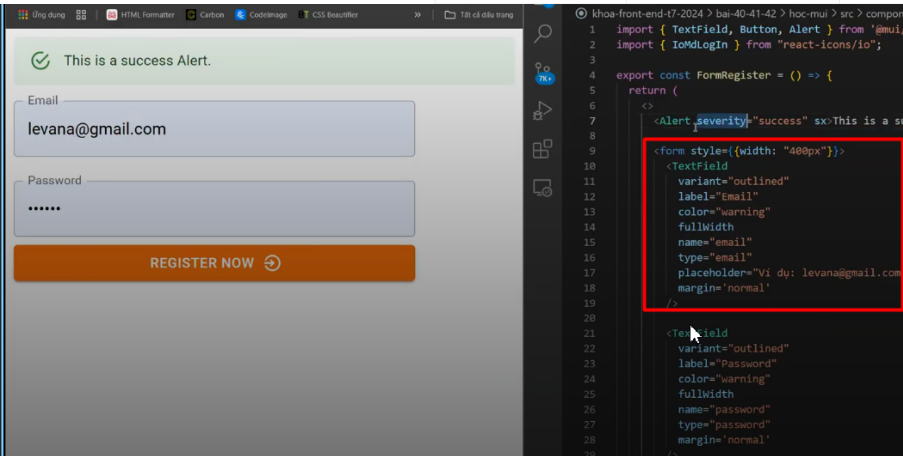 Ứng dụng
HTML Formatter
Carbon
CodeImage
CSS Beautifier
»
Tất cả dấu trang
This is a success Alert.
Email
levana@gmail.com
Password
••••••
REGISTER NOW
7K+
khoa-front-end-t7-2024 > bai-40-41-42 > hoc-mui > src > compon
1 import { TextField, Button, Alert } from '@mui/
2 import { IoMdLogIn } from "react-icons/io";
3
4 export const FormRegister = () => {
5 return (
6 <>
7 <Alert severity="success" sx>This is a su
8
9 <form style={{width: "400px"}}>
10 <TextField
11 variant="outlined"
12 label="Email"
13 color="warning"
14 fullWidth
15 name="email"
16 type="email"
17 placeholder="Ví dụ: levana@gmail.com
18 margin='normal'
19 />
20
21 <TextField
22 variant="outlined"
23 label="Password"
24 color="warning"
25 fullWidth
26 name="password"
27 type="password"
28 margin='normal'
29 />